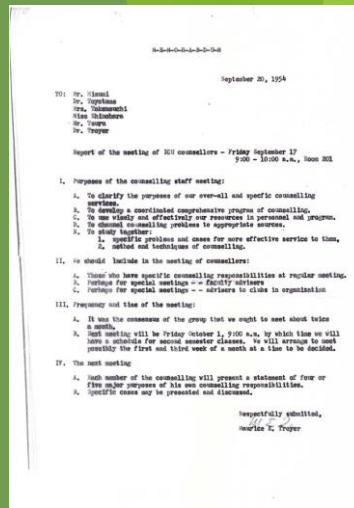 M-E-M-O-R-A-N-D-U-M
September 20, 1954
TO: Mr. Hisumi
Dr. Toyotome
Mrs. Takenouchi
Miss Shinohara
Mr. Tsuru
Dr. Troyer
Report of the meeting of ICU counsellors - Friday September 17
9:00 - 10:00 a.m., Room 201
I. Purposes of the counselling staff meeting:
A. To clarify the purposes of our over-all and specfic counselling
services.
B. To develop a coordinated comprehensive program of counselling.
C. To use wisely and effectively our resources in personnel and program.
D. To channel counselling problems to appropriate sources.
E. To study together:
1. specific problems and cases for more effective service to them,
2. method and techniques of counselling.
II. We should include in the meeting of counsellors:
A. Those who have specific counselling responsibilities at regular meeting.
B. Perhaps for special meetings - - faculty advisers
C. Perhaps for special meetings - - advisers to clubs in organization
III. Frequency and time of the meeting:
A. It was the consensus of the group that we ought to meet about twice
a month.
B. Next meeting will be Friday October 1, 9:00 a.m. by which time we will
have a schedule for second semester classes. We will arrange to meet
possibly the first and third week of a month at a time to be decided.
IV. The next meeting
A. Each member of the counselling will present a statement of four or
five major purposes of his own counselling responsibilities.
B. Specific cases may be presented and discussed.
Respectfully submitted,
Maurice E. Troyer